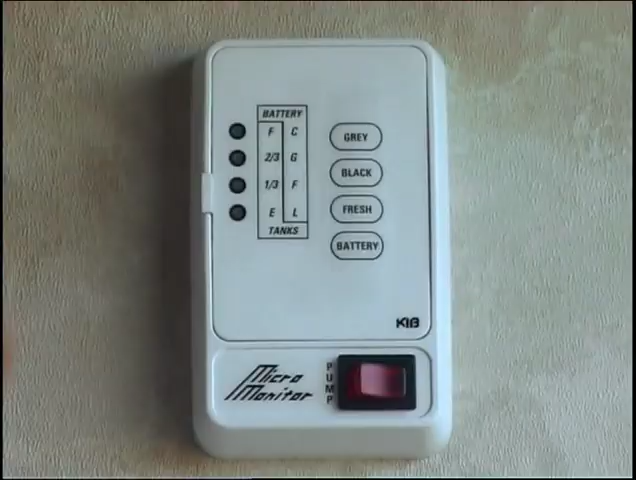 BATTERY
F C
2/3 G
1/3 F
E L
TANKS
GREY
BLACK
FRESH
BATTERY
KIB
Micro
Monitor
PUMP